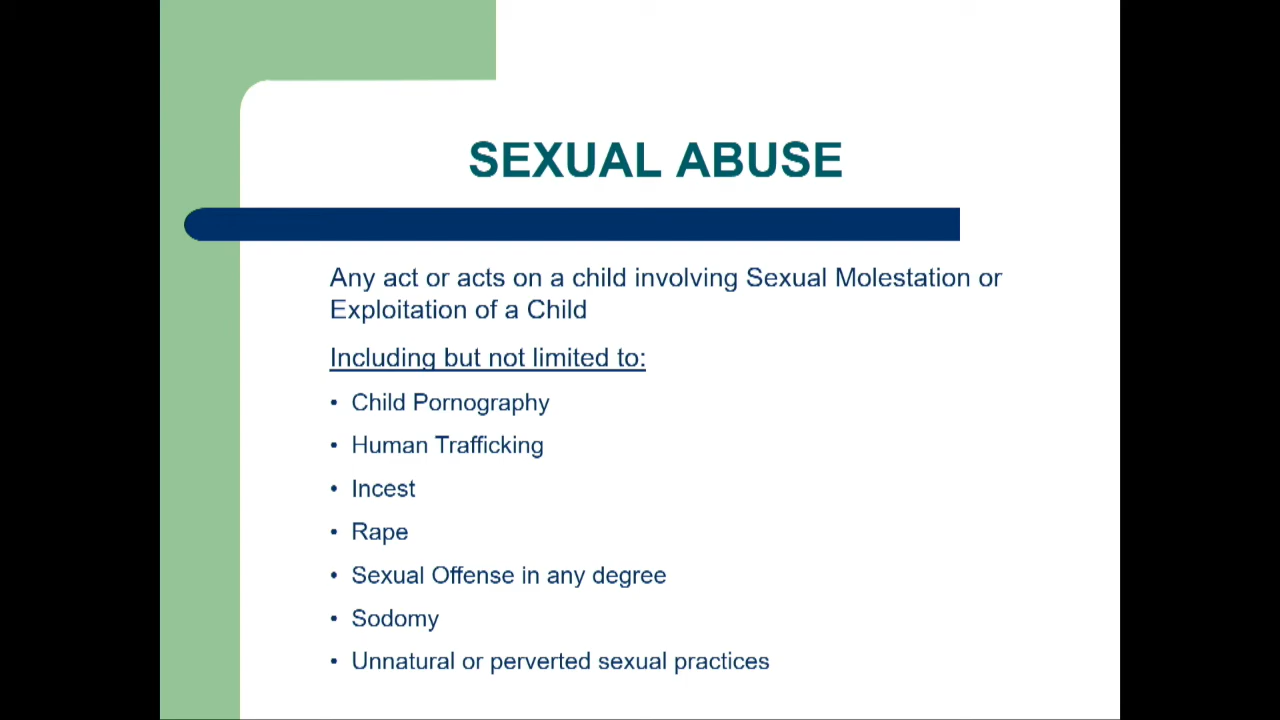 SEXUAL ABUSE
Any act or acts on a child involving Sexual Molestation or
Exploitation of a Child
Including but not limited to:
• Child Pornography
• Human Trafficking
• Incest
• Rape
• Sexual Offense in any degree
• Sodomy
• Unnatural or perverted sexual practices